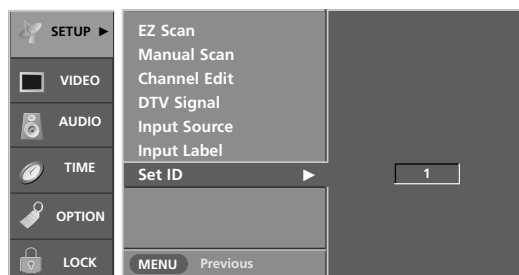 SETUP ►
VIDEO
AUDIO
TIME
OPTION
LOCK
EZ Scan
Manual Scan
Channel Edit
DTV Signal
Input Source
Input Label
Set ID ►
1
MENU Previous